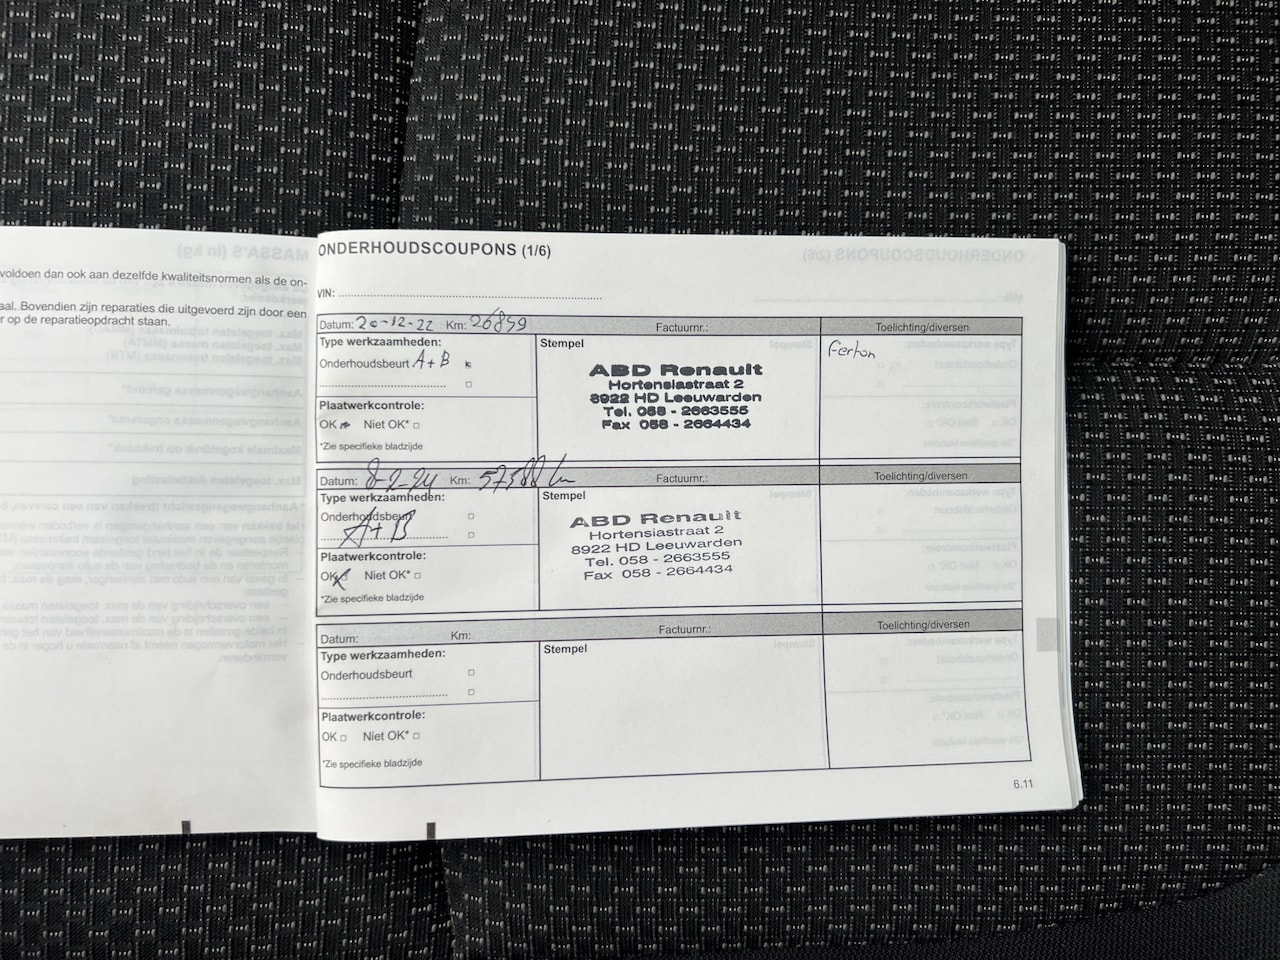 voldoen dan ook aan dezelfde kwaliteitsnormen als de on-
aal. Bovendien zijn reparaties die uitgevoerd zijn door een
r op de reparatieopdracht staan.
ONDERHOUDSCOUPONS (1/6)
VIN:
Datum: 20-12-22 Km: 26859 Factuurnr.: Toelichting/diversen
Type werkzaamheden: Stempel
Onderhoudsbeurt A+B
ABD Renault
Hortensiastraat 2
8922 HD Leeuwarden
Tel. 058 - 2663555
Fax 058 - 2664434
Plaatwerkcontrole:
OK Niet OK*
*Zie specifieke bladzijde
Datum: Km: Factuurnr.: Toelichting/diversen
Type werkzaamheden: Stempel
Onderhoudsbeurt
A+B
ABD Renault
Hortensiastraat 2
8922 HD Leeuwarden
Tel. 058 - 2663555
Fax 058 - 2664434
Plaatwerkcontrole:
OK Niet OK*
*Zie specifieke bladzijde
Datum: Km: Factuurnr.: Toelichting/diversen
Type werkzaamheden: Stempel
Onderhoudsbeurt
Plaatwerkcontrole:
OK Niet OK*
*Zie specifieke bladzijde
6.11